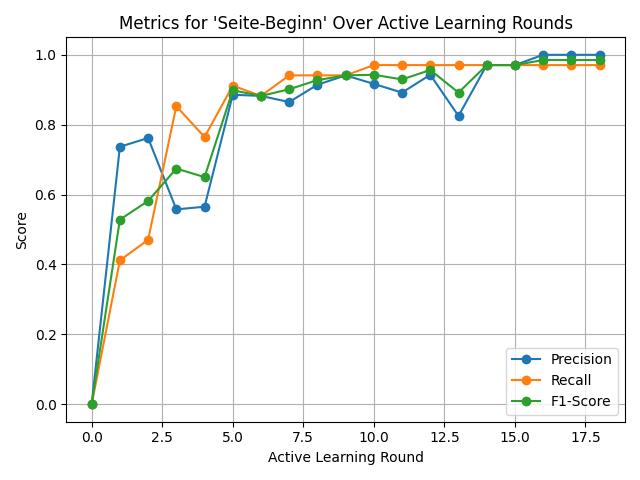 Metrics for 'Seite-Beginn' Over Active Learning Rounds
1.0
0.8
0.6
0.4
0.2
0.0
Score
0.0 2.5 5.0 7.5 10.0 12.5 15.0 17.5
Active Learning Round
Precision
Recall
F1-Score